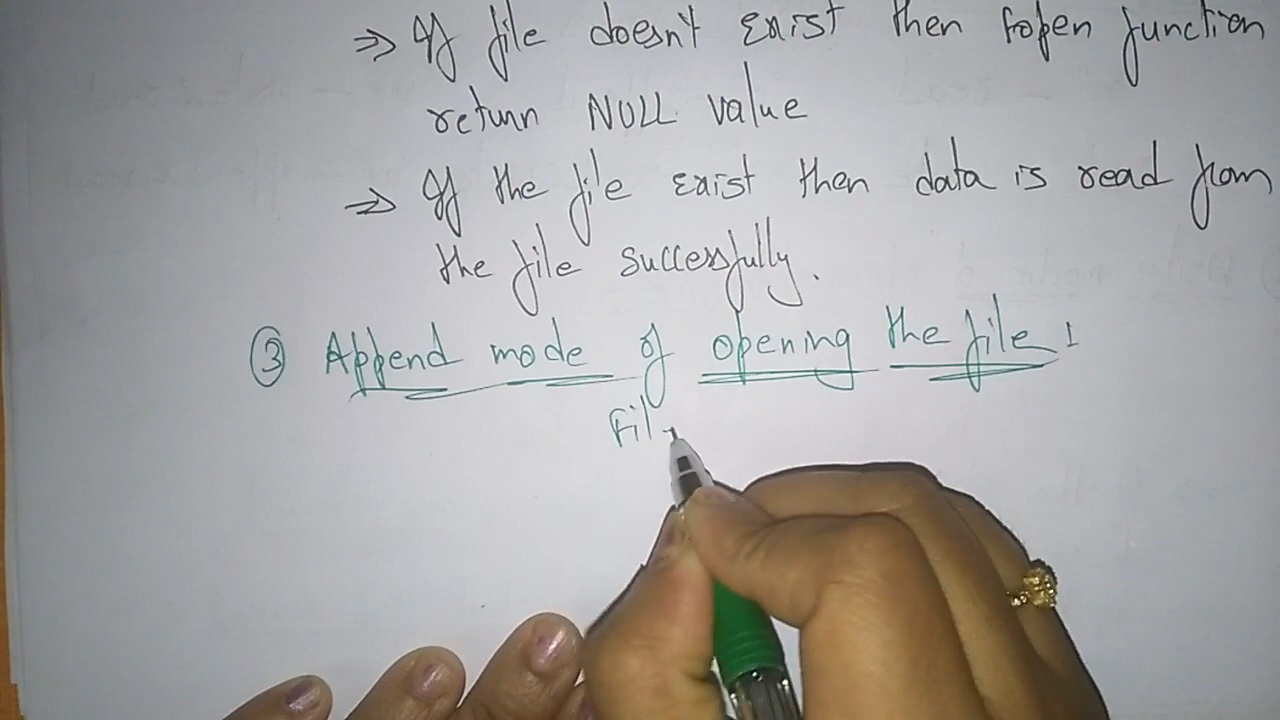 ⇒ If file doesn't exist then fopen function
return NULL value
⇒ If the file exist then data is read from
the file successfully.
③ Append mode of opening the file :
Fil